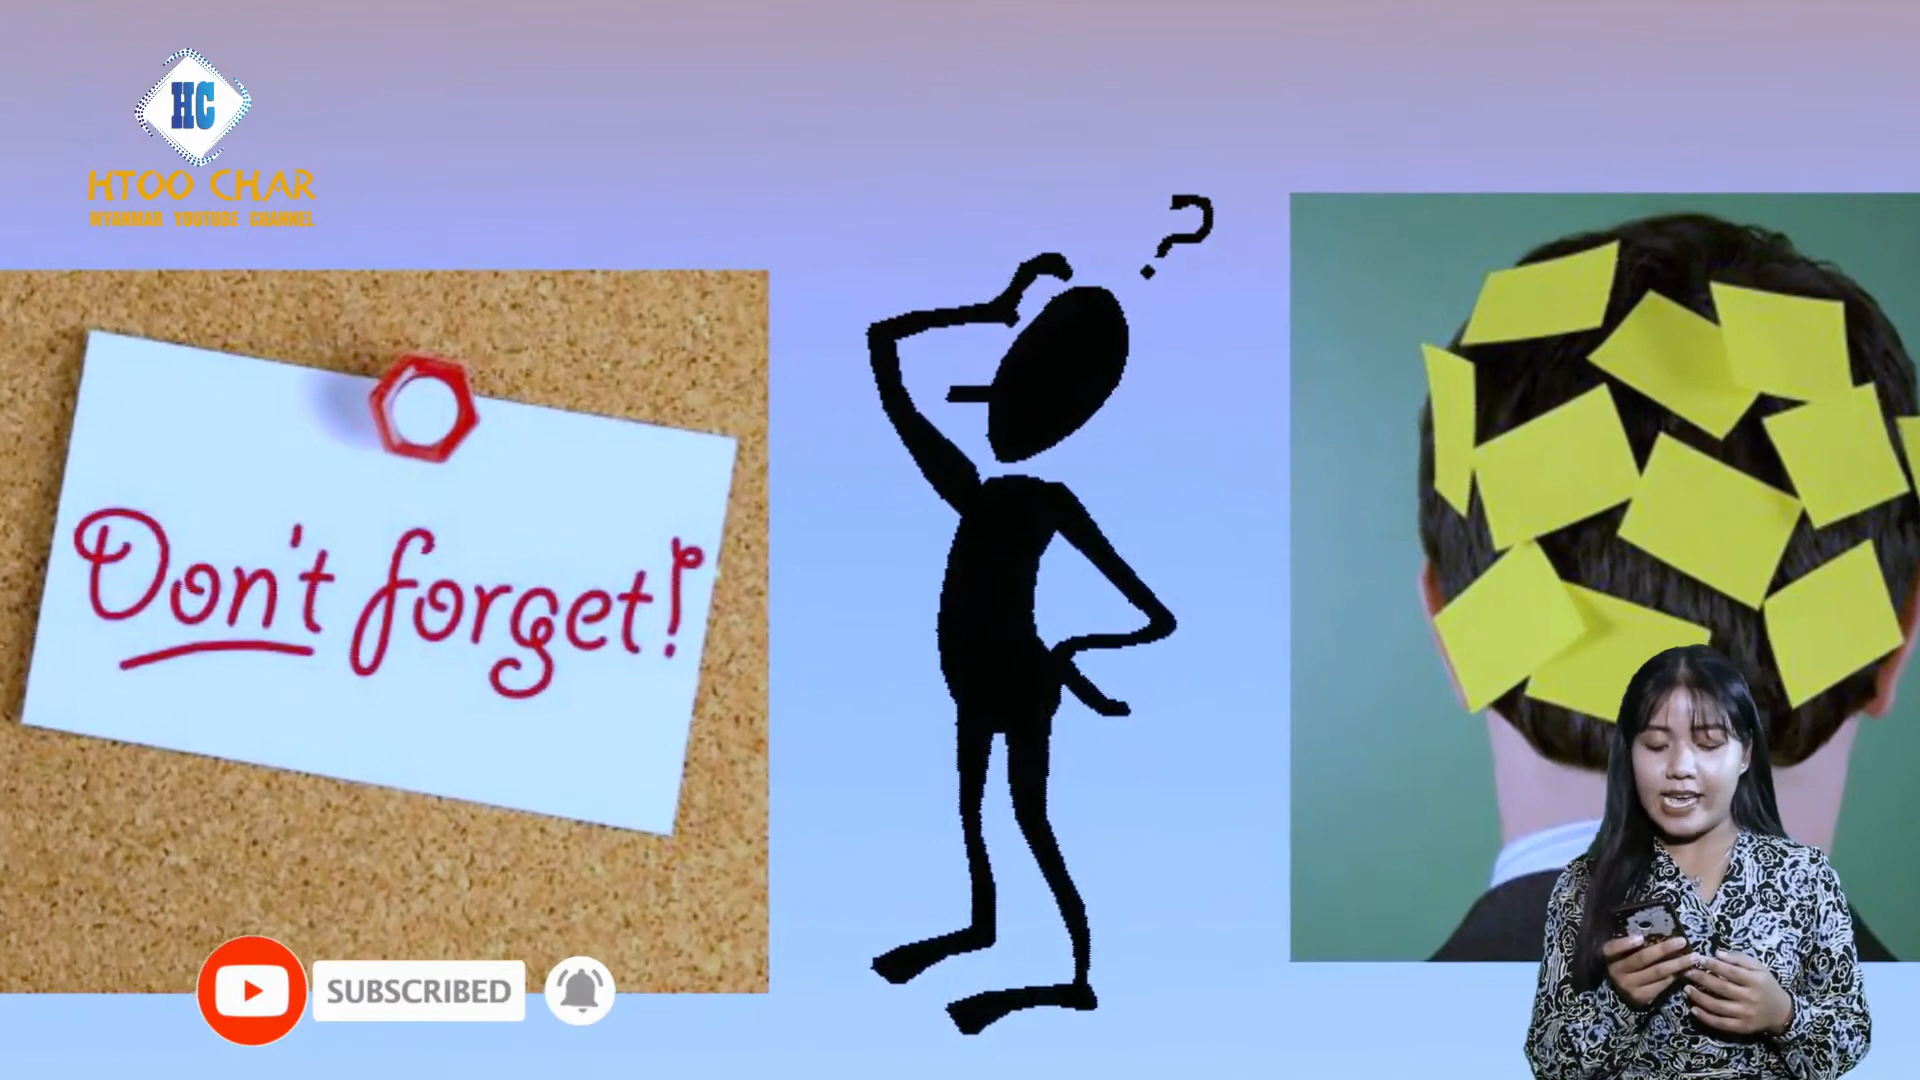 HC
HTOO CHAR
MYANMAR YOUTUBE CHANNEL
?
Don't forget!
SUBSCRIBED